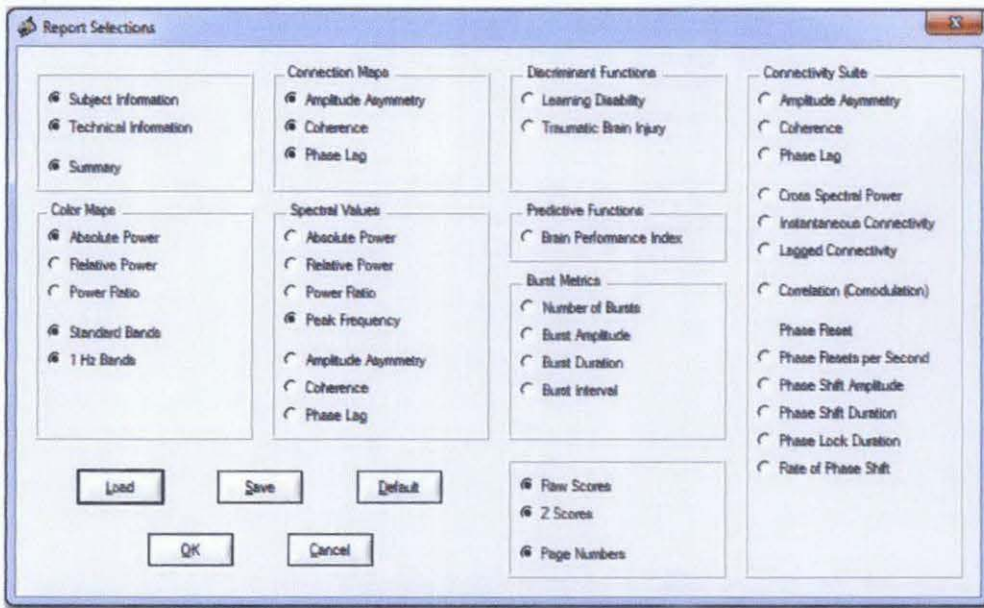 Report Selections
Subject Information
Technical Information
Summary
Connection Maps
Amplitude Asymmetry
Coherence
Phase Lag
Discriminant Functions
Learning Disability
Traumatic Brain Injury
Connectivity Suite
Amplitude Asymmetry
Coherence
Phase Lag
Cross Spectral Power
Instantaneous Connectivity
Lagged Connectivity
Correlation (Comodulation)
Phase Reset
Phase Resets per Second
Phase Shift Amplitude
Phase Shift Duration
Phase Lock Duration
Rate of Phase Shift
Color Maps
Absolute Power
Relative Power
Power Ratio
Standard Bands
1 Hz Bands
Spectral Values
Absolute Power
Relative Power
Power Ratio
Peak Frequency
Amplitude Asymmetry
Coherence
Phase Lag
Predictive Functions
Brain Performance Index
Burst Metrics
Number of Bursts
Burst Amplitude
Burst Duration
Burst Interval
Load
Save
Default
OK
Cancel
Raw Scores
Z Scores
Page Numbers